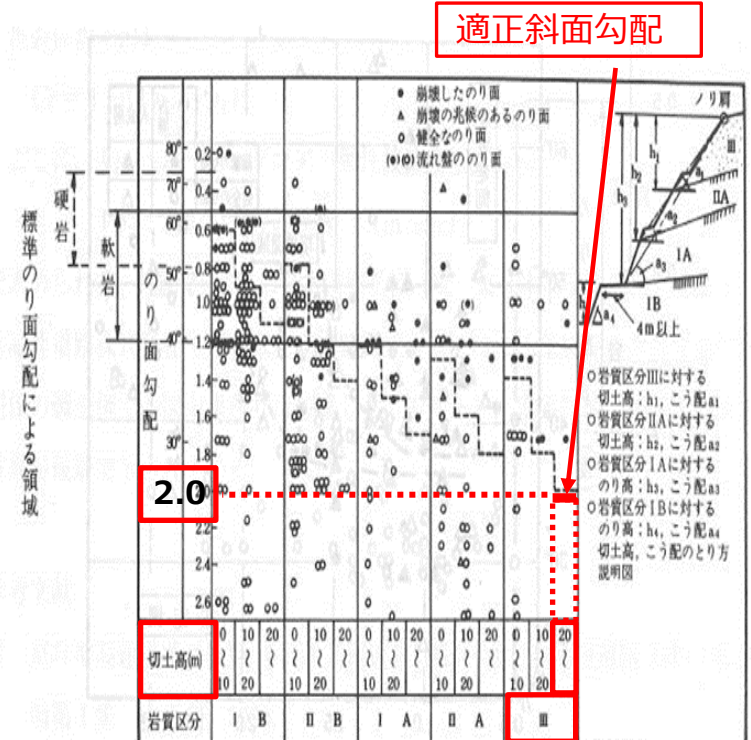 適正斜面勾配
• 崩壊したのり面
△ 崩壊の兆候のあるのり面
○ 健全なのり面
(•)(○) 流れ盤ののり面
ノリ肩
Ⅲ
ⅡA
ⅠA
ⅠB
h₁
h₂
h₃
a₁
a₂
a₃
a₄
4m以上
標準のり面勾配による領域
硬岩
軟岩
のり面勾配
80°
70°
60°
50°
40°
30°
0.2
0.4
0.6
0.8
1.0
1.2
1.4
1.6
1.8
2.0
2.2
2.4
2.6
○岩質区分Ⅲに対する
切土高:h₁,こう配a₁
○岩質区分ⅡAに対する
切土高:h₂,こう配a₂
○岩質区分ⅠAに対する
のり高:h₃,こう配a₃
○岩質区分ⅠBに対する
のり高:h₄,こう配a₄
切土高,こう配のとり方
説明図
切土高(m) 0〜10 10〜20 20〜 0〜10 10〜20 20〜 0〜10 10〜20 20〜 0〜10 10〜20 20〜 0〜10 10〜20 20〜
岩質区分 Ⅰ B Ⅱ B Ⅰ A Ⅱ A Ⅲ